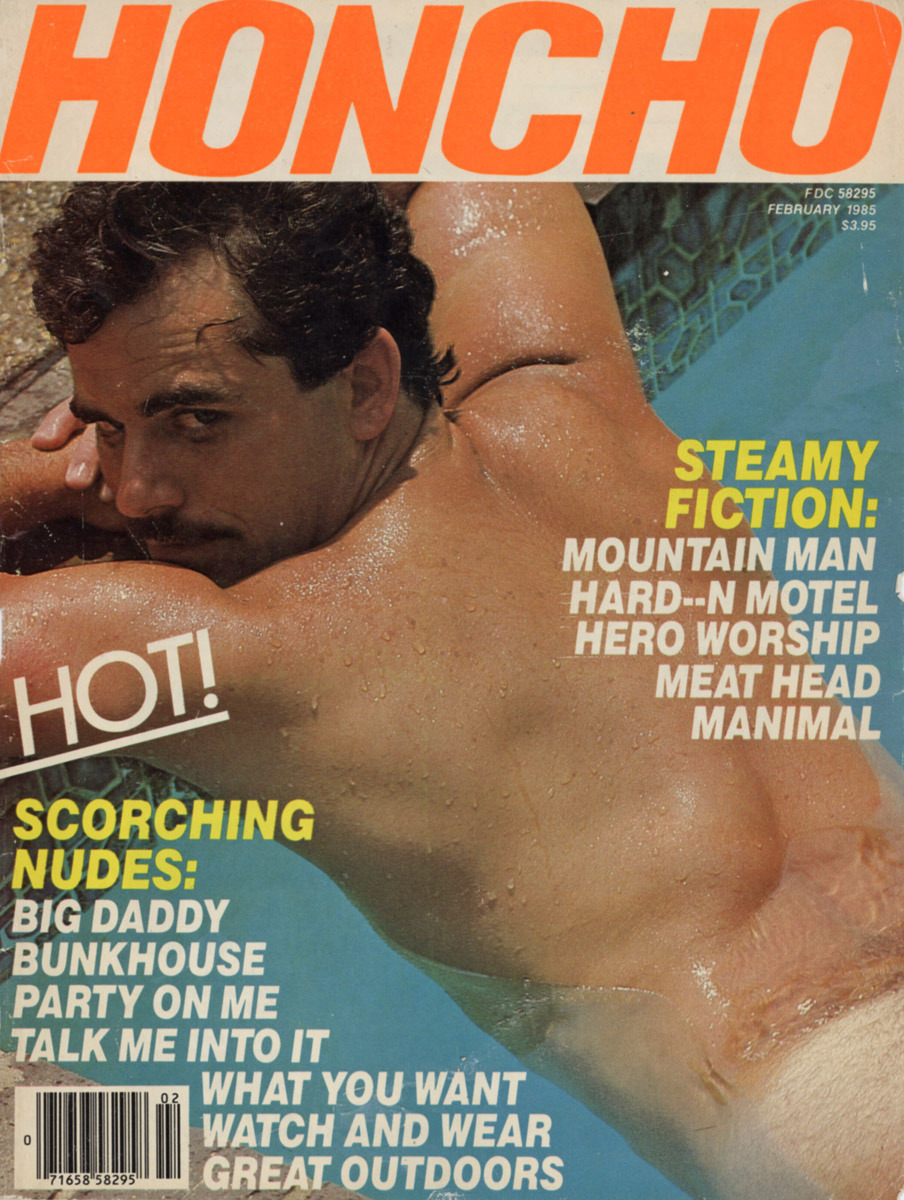 HONCHO
FDC 58295
FEBRUARY 1985
$3.95
STEAMY
FICTION:
MOUNTAIN MAN
HARD--N MOTEL
HERO WORSHIP
MEAT HEAD
MANIMAL
HOT!
SCORCHING
NUDES:
BIG DADDY
BUNKHOUSE
PARTY ON ME
TALK ME INTO IT
WHAT YOU WANT
WATCH AND WEAR
GREAT OUTDOORS
02
0
71658 58295